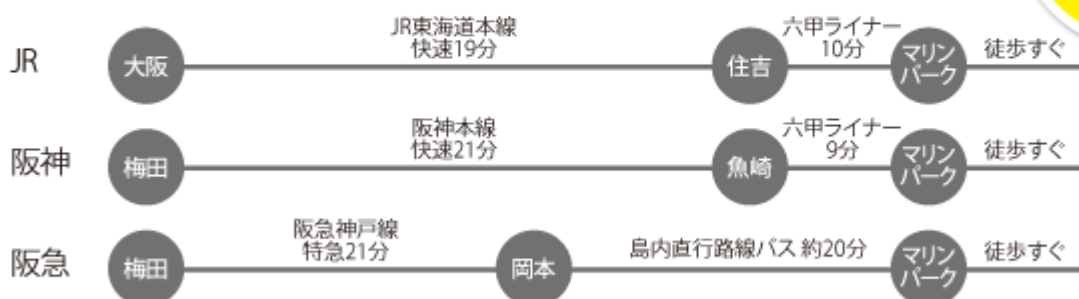 JR東海道本線
快速19分
六甲ライナー
10分
JR
大阪
住吉
マリン
パーク
徒歩すぐ
阪神本線
快速21分
六甲ライナー
9分
阪神
梅田
魚崎
マリン
パーク
徒歩すぐ
阪急神戸線
特急21分
島内直行路線バス 約20分
阪急
梅田
岡本
マリン
パーク
徒歩すぐ